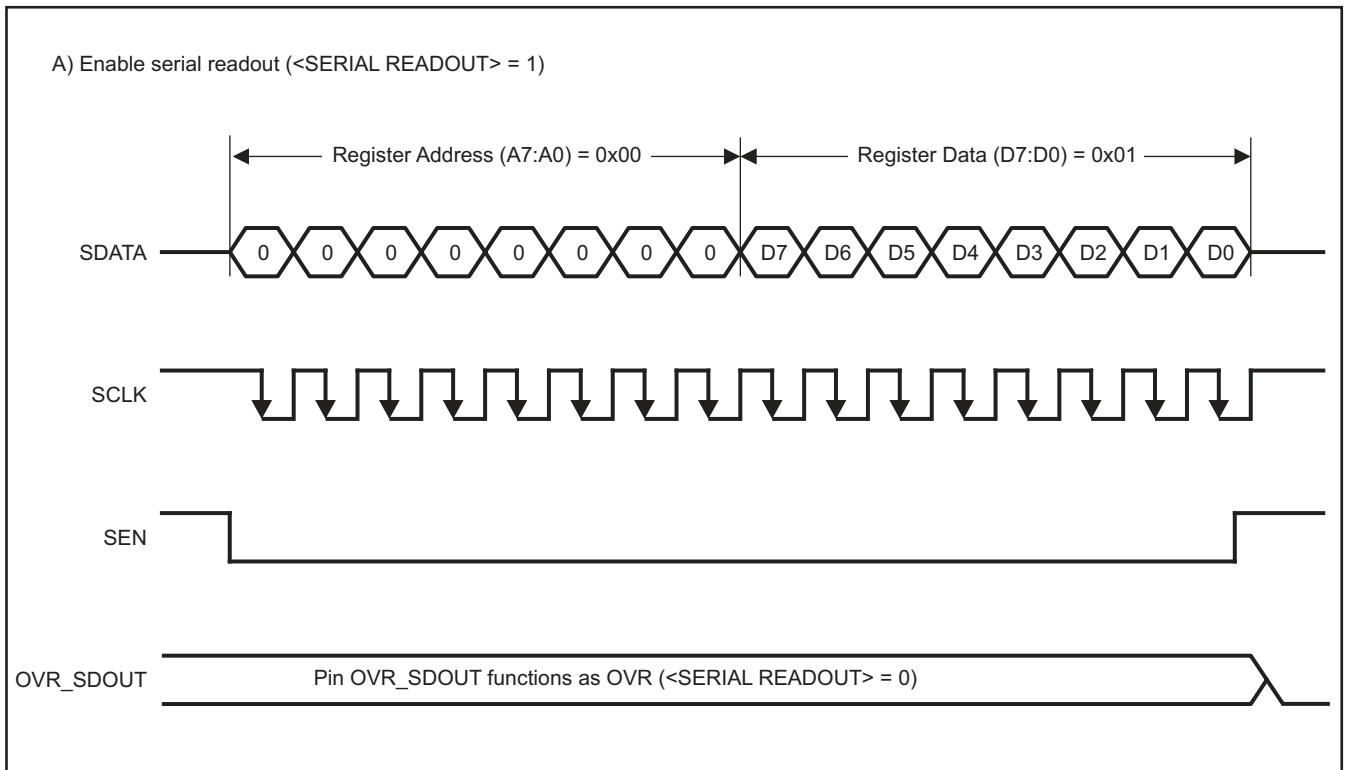 A) Enable serial readout (<SERIAL READOUT> = 1)
Register Address (A7:A0) = 0x00 Register Data (D7:D0) = 0x01
SDATA 0 0 0 0 0 0 0 0 D7 D6 D5 D4 D3 D2 D1 D0
SCLK
SEN
OVR_SDOUT Pin OVR_SDOUT functions as OVR (<SERIAL READOUT> = 0)